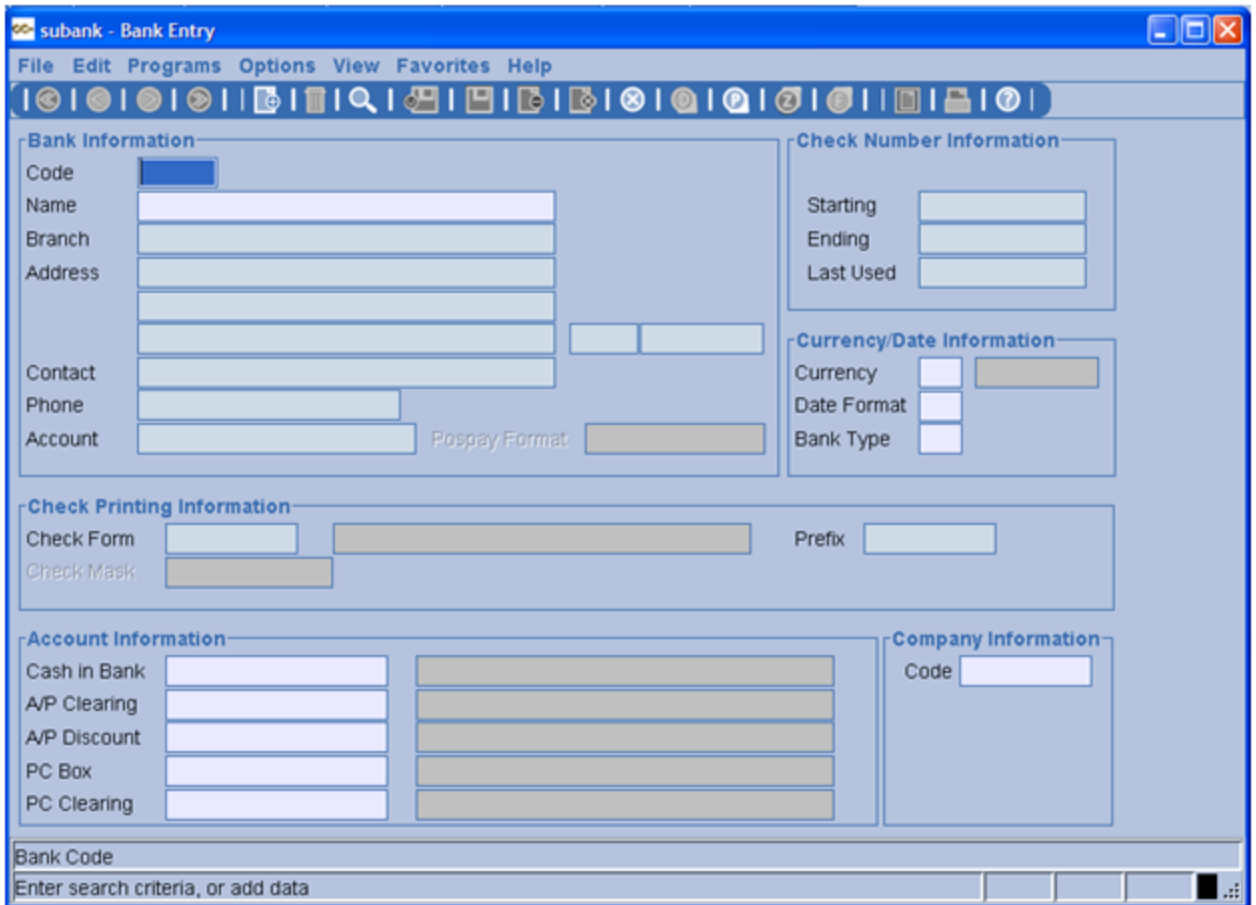 subank - Bank Entry
File Edit Programs Options View Favorites Help
Bank Information
Code
Name
Branch
Address
Contact
Phone
Account Pospay Format
Check Number Information
Starting
Ending
Last Used
Currency/Date Information
Currency
Date Format
Bank Type
Check Printing Information
Check Form Prefix
Check Mask
Account Information
Cash in Bank
A/P Clearing
A/P Discount
PC Box
PC Clearing
Company Information
Code
Bank Code
Enter search criteria, or add data